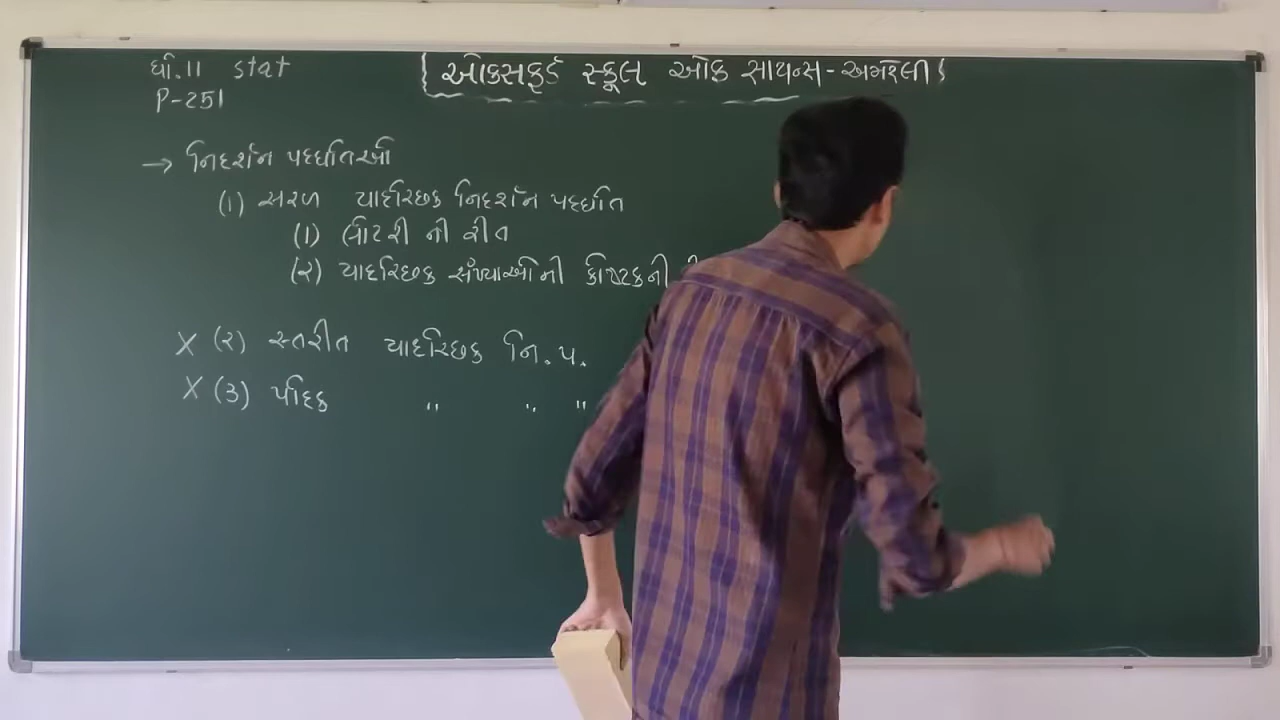 ધો.11 stat
P-251
{ઓક્સફર્ડ સ્કૂલ ઓફ સાયન્સ-અમરેલી}
→ નિદર્શન પદ્ધતિઓ
(1) સરળ યાદચ્છિક નિદર્શન પદ્ધતિ
(1) લોટરી ની રીત
(૨) યાદચ્છિક સંખ્યાઓની કોષ્ટકની
X (૨) સ્તરીત યાદચ્છિક નિ. પ.
X (૩) પદિક " " "